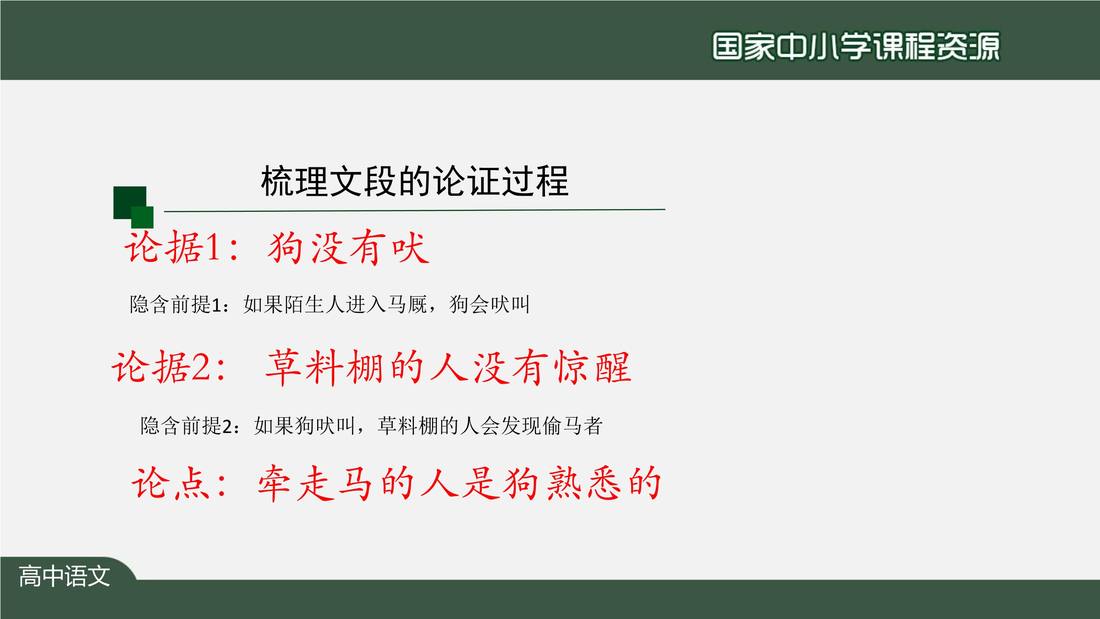 国家中小学课程资源
梳理文段的论证过程
论据1：狗没有吠
隐含前提1：如果陌生人进入马厩，狗会吠叫
论据2： 草料棚的人没有惊醒
隐含前提2：如果狗吠叫，草料棚的人会发现偷马者
论点：牵走马的人是狗熟悉的
高中语文